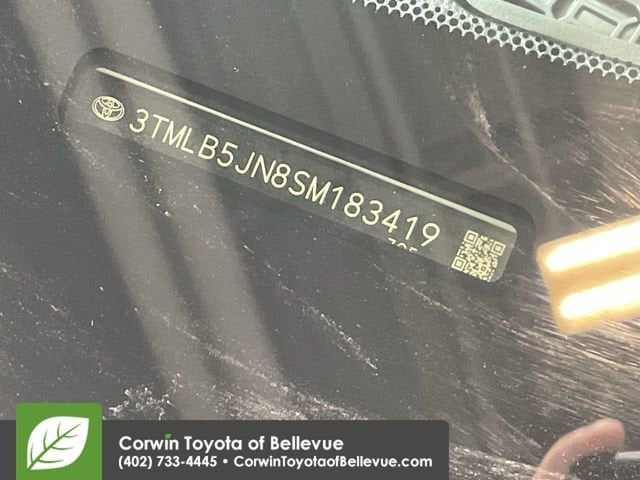 3TMLB5JN8SM183419
Corwin Toyota of Bellevue
(402) 733-4445 • CorwinToyotaofBellevue.com